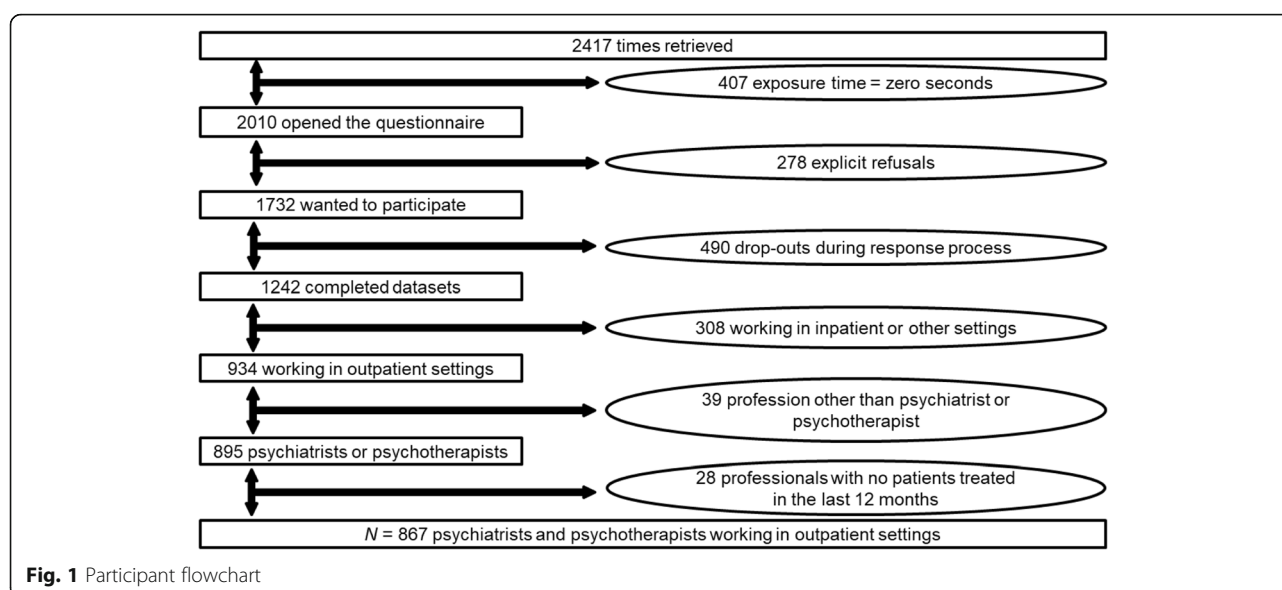 2417 times retrieved
407 exposure time = zero seconds
2010 opened the questionnaire
278 explicit refusals
1732 wanted to participate
490 drop-outs during response process
1242 completed datasets
308 working in inpatient or other settings
934 working in outpatient settings
39 profession other than psychiatrist or
psychotherapist
895 psychiatrists or psychotherapists
28 professionals with no patients treated
in the last 12 months
N = 867 psychiatrists and psychotherapists working in outpatient settings
Fig. 1 Participant flowchart